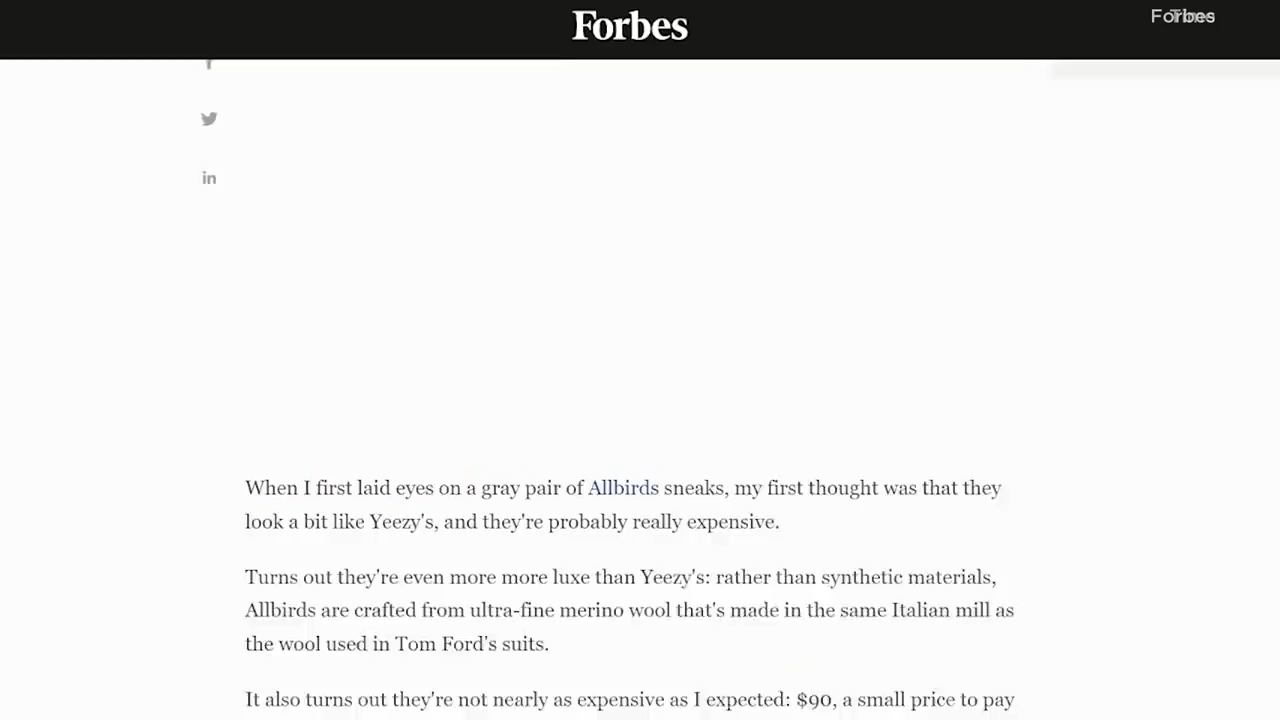 Forbes
in
When I first laid eyes on a gray pair of Allbirds sneaks, my first thought was that they
look a bit like Yeezy's, and they're probably really expensive.
Turns out they're even more more luxe than Yeezy's: rather than synthetic materials,
Allbirds are crafted from ultra-fine merino wool that's made in the same Italian mill as
the wool used in Tom Ford's suits.
It also turns out they're not nearly as expensive as I expected: $90, a small price to pay